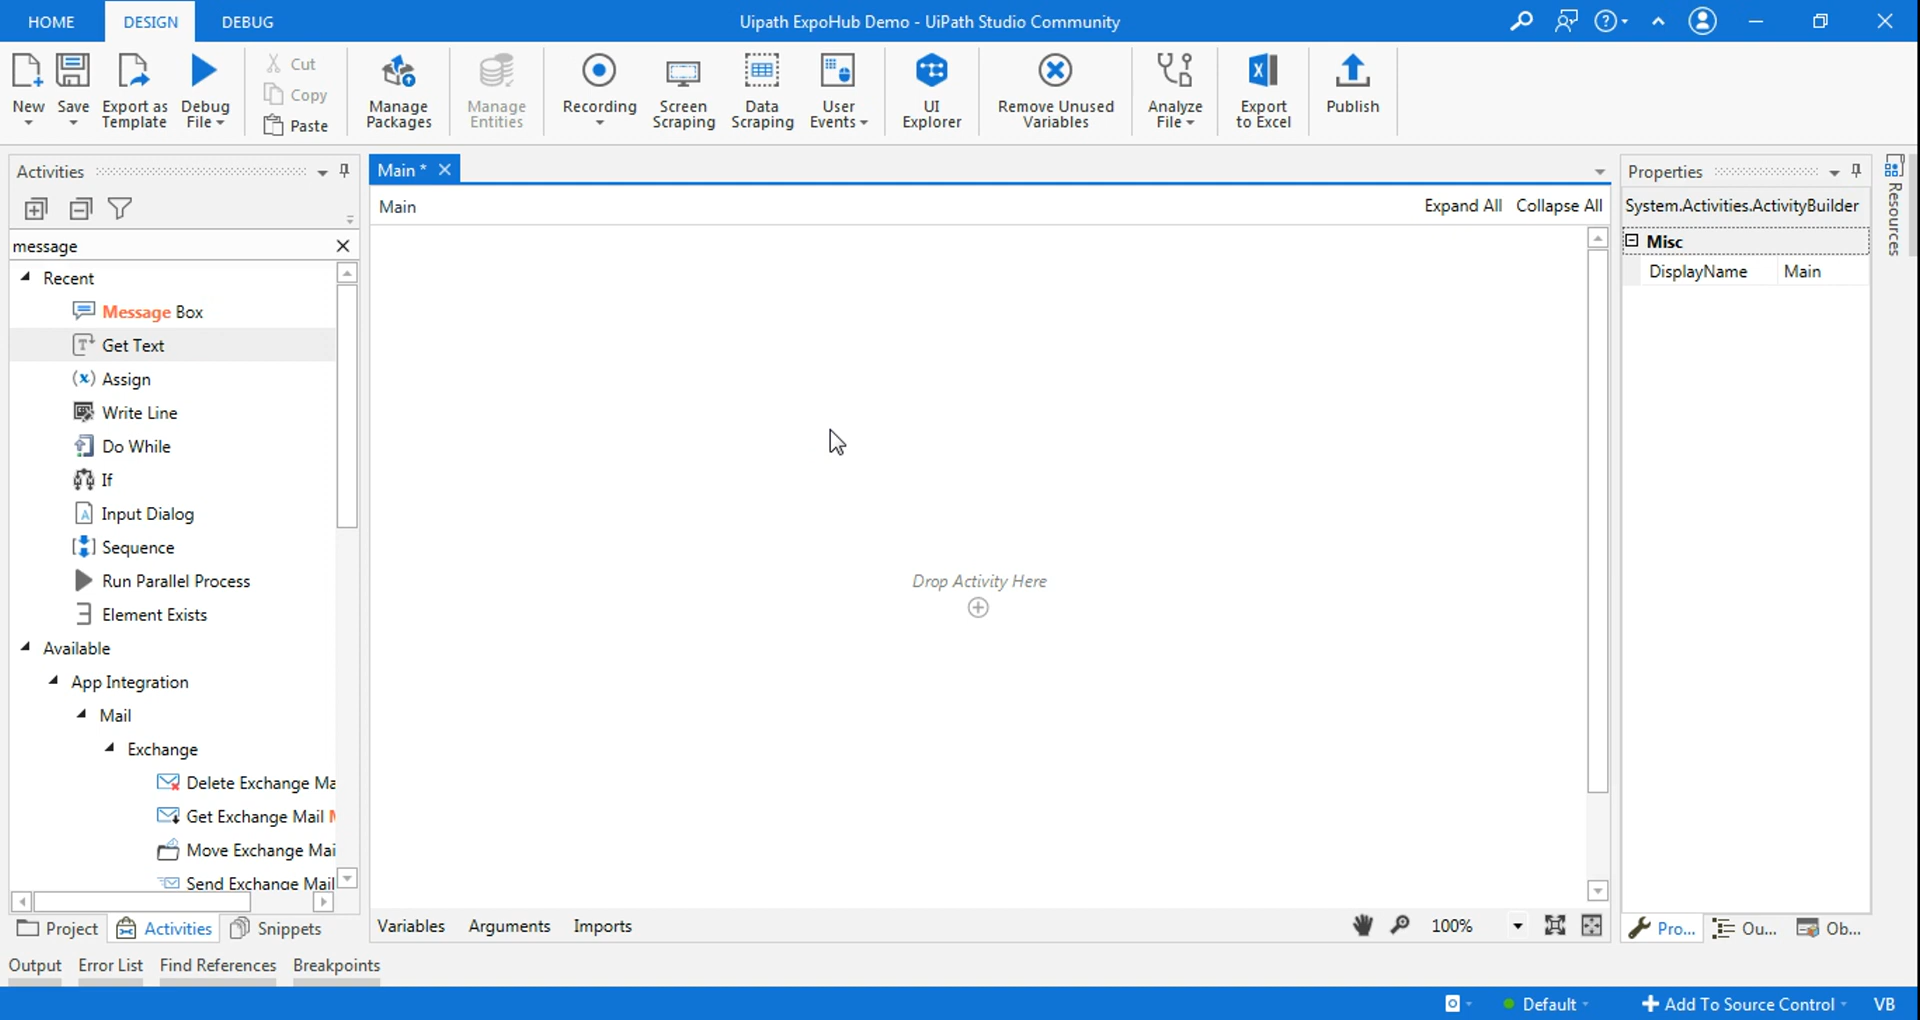 HOME DESIGN DEBUG Uipath ExpoHub Demo - UiPath Studio Community
New Save Export as Template Debug File
Cut
Copy
Paste
Manage Packages Manage Entities Recording Screen Scraping Data Scraping User Events UI Explorer Remove Unused Variables Analyze File Export to Excel Publish
Activities
message
Recent
Message Box
Get Text
Assign
Write Line
Do While
If
Input Dialog
Sequence
Run Parallel Process
Element Exists
Available
App Integration
Mail
Exchange
Delete Exchange Ma
Get Exchange Mail M
Move Exchange Mai
Send Exchange Mail
Project Activities Snippets
Main *
Main Expand All Collapse All
Drop Activity Here
Variables Arguments Imports 100%
Properties
System.Activities.ActivityBuilder
Misc
DisplayName Main
Pro... Ou... Ob...
Resources
Output Error List Find References Breakpoints
Default Add To Source Control VB